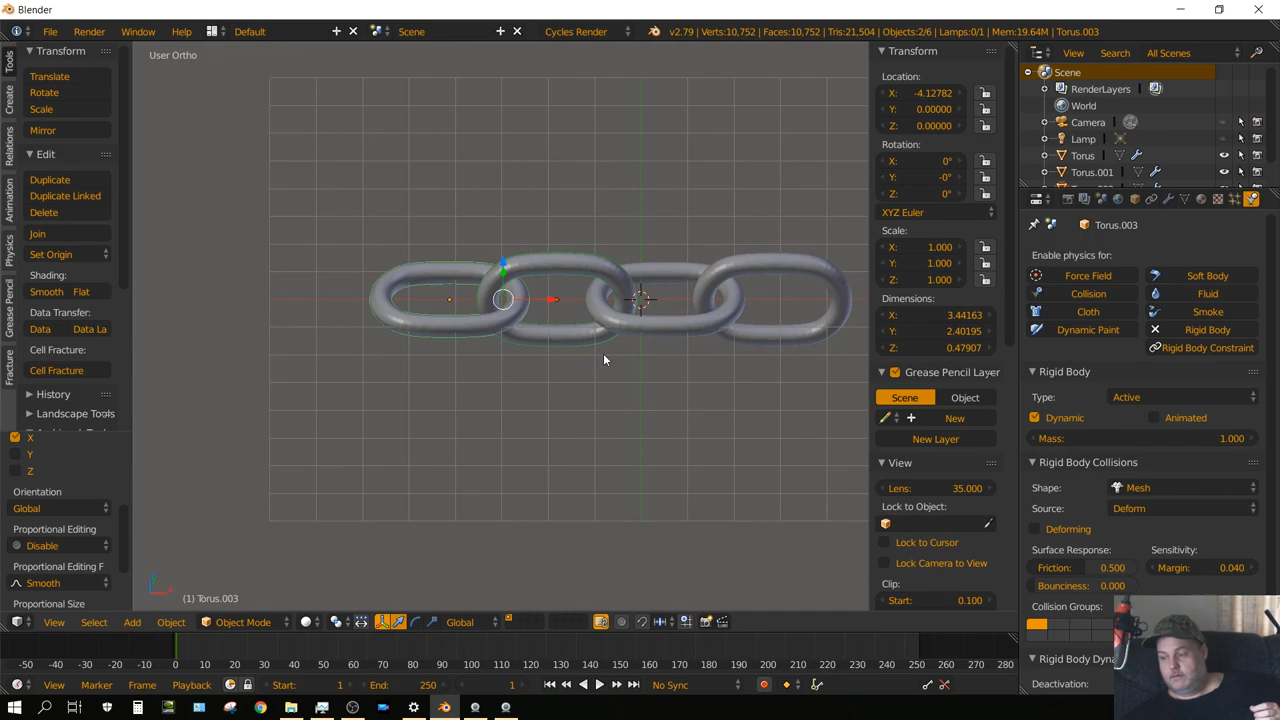 Blender
File Render Window Help Default Scene Cycles Render v2.79 | Verts:10,752 | Faces:10,752 | Tris:21,504 | Objects:2/6 | Lamps:0/1 | Mem:19.64M | Torus.003
Tools
Create
Relations
Animation
Physics
Grease Pencil
Fracture
Transform
Translate
Rotate
Scale
Mirror
Edit
Duplicate
Duplicate Linked
Delete
Join
Set Origin
Shading:
Smooth Flat
Data Transfer:
Data Data La
Cell Fracture:
Cell Fracture
History
Landscape Tools
X
Y
Z
Orientation
Global
Proportional Editing
Disable
Proportional Editing F
Smooth
Proportional Size
User Ortho
(1) Torus.003
Transform
Location:
X: -4.12782
Y: 0.00000
Z: 0.00000
Rotation:
X: 0°
Y: -0°
Z: 0°
XYZ Euler
Scale:
X: 1.000
Y: 1.000
Z: 1.000
Dimensions:
X: 3.44163
Y: 2.40195
Z: 0.47907
Grease Pencil Layer
Scene Object
New
New Layer
View
Lens: 35.000
Lock to Object:
Lock to Cursor
Lock Camera to View
Clip:
Start: 0.100
View Search All Scenes
Scene
RenderLayers
World
Camera
Lamp
Torus
Torus.001
Torus.003
Enable physics for:
Force Field Soft Body
Collision Fluid
Cloth Smoke
Dynamic Paint Rigid Body
Rigid Body Constraint
Rigid Body
Type: Active
Dynamic Animated
Mass: 1.000
Rigid Body Collisions
Shape: Mesh
Source: Deform
Deforming
Surface Response: Sensitivity:
Friction: 0.500 Margin: 0.040
Bounciness: 0.000
Collision Groups:
Rigid Body Dyna
Deactivation:
View Select Add Object Object Mode Global
-50 -40 -30 -20 -10 0 10 20 30 40 50 60 70 80 90 100 110 120 130 140 150 160 170 180 190 200 210 220 230 240 250 260 270 280
View Marker Frame Playback Start: 1 End: 250 1 No Sync